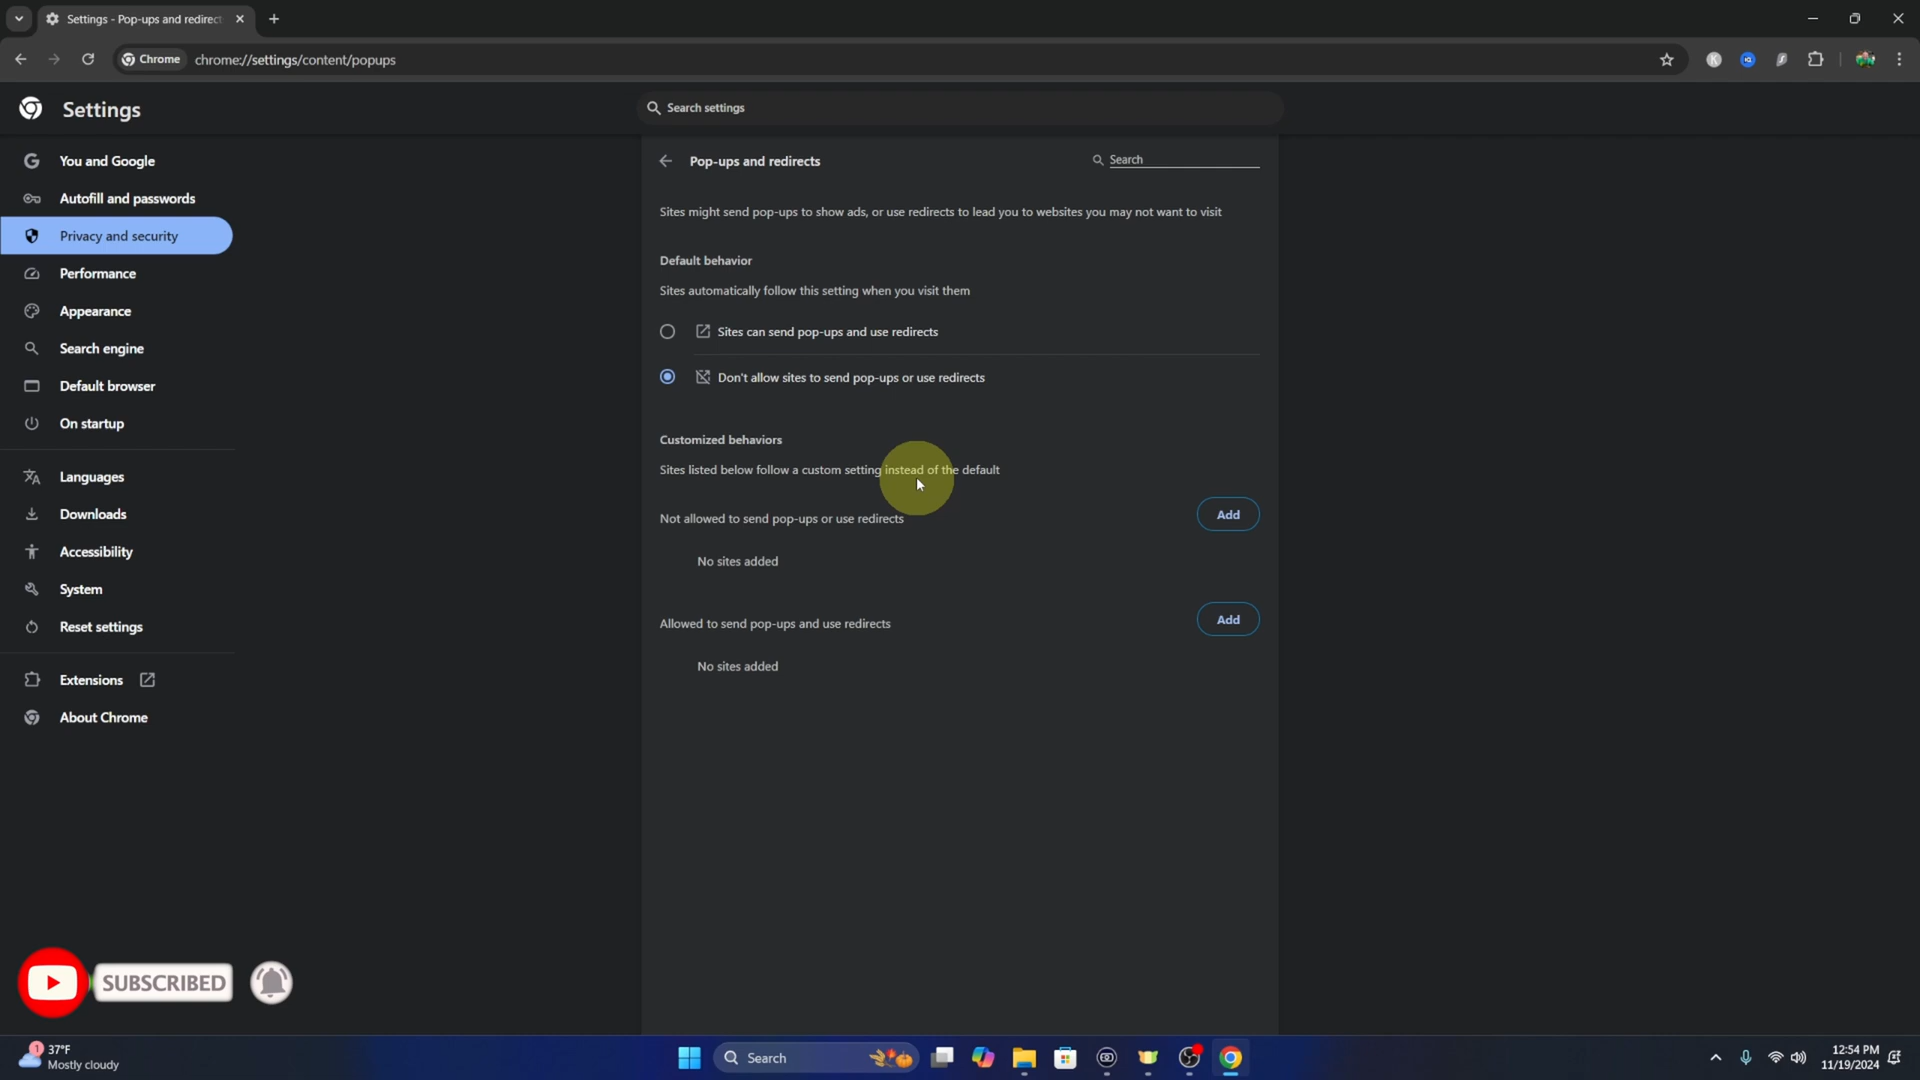 Settings - Pop-ups and redirect
Chrome
chrome://settings/content/popups
K
Settings
Search settings
You and Google
Autofill and passwords
Privacy and security
Performance
Appearance
Search engine
Default browser
On startup
Languages
Downloads
Accessibility
System
Reset settings
Extensions
About Chrome
Pop-ups and redirects
Search
Sites might send pop-ups to show ads, or use redirects to lead you to websites you may not want to visit
Default behavior
Sites automatically follow this setting when you visit them
Sites can send pop-ups and use redirects
Don't allow sites to send pop-ups or use redirects
Customized behaviors
Sites listed below follow a custom setting instead of the default
Not allowed to send pop-ups or use redirects
Add
No sites added
Allowed to send pop-ups and use redirects
Add
No sites added
SUBSCRIBED
1
37°F
Mostly cloudy
Search
12:54 PM
11/19/2024